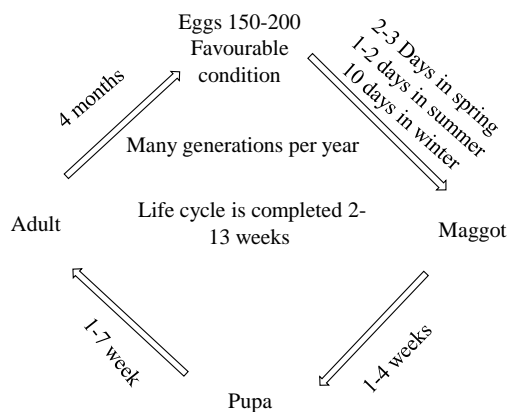 Eggs 150-200
Favourable
condition
4 months
2-3 Days in spring
1-2 days in summer
10 days in winter
Many generations per year
Life cycle is completed 2-
13 weeks
Adult
Maggot
1-7 week
1-4 weeks
Pupa